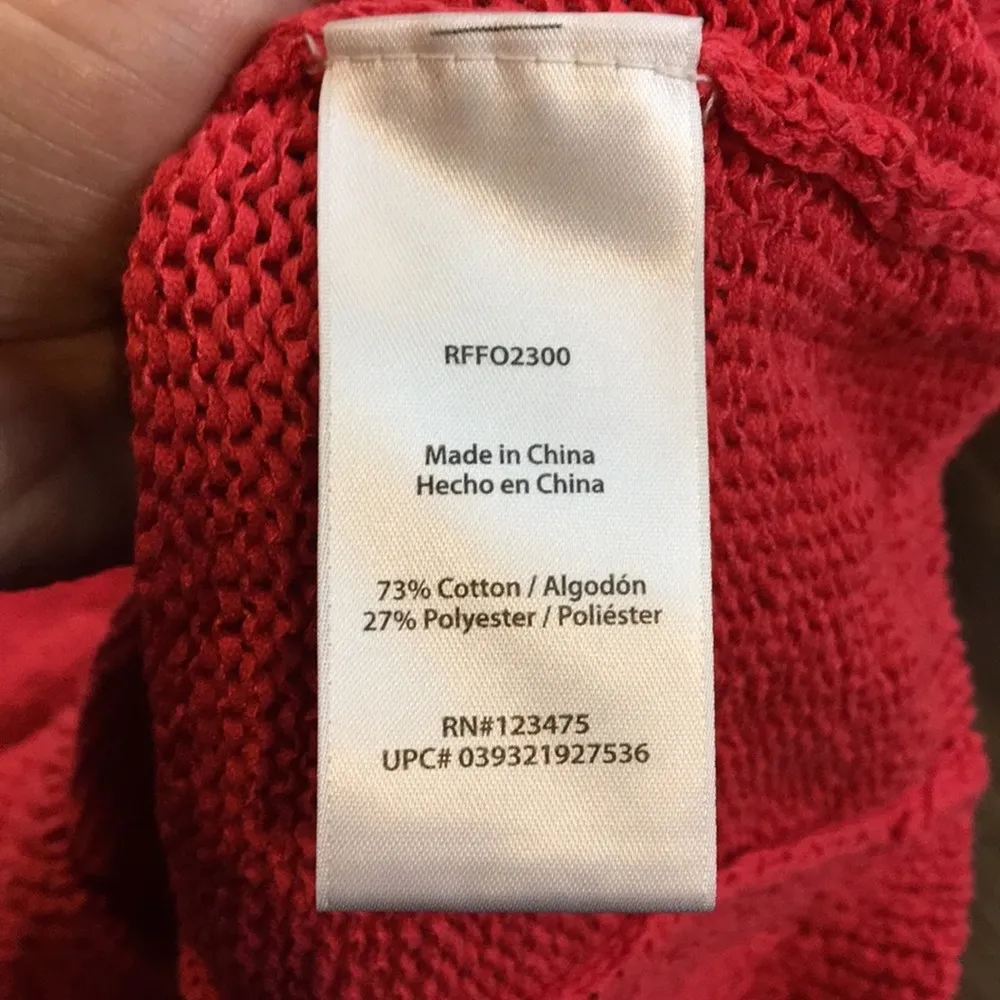 RFFO2300
Made in China
Hecho en China
73% Cotton / Algodón
27% Polyester / Poliéster
RN#123475
UPC# 039321927536